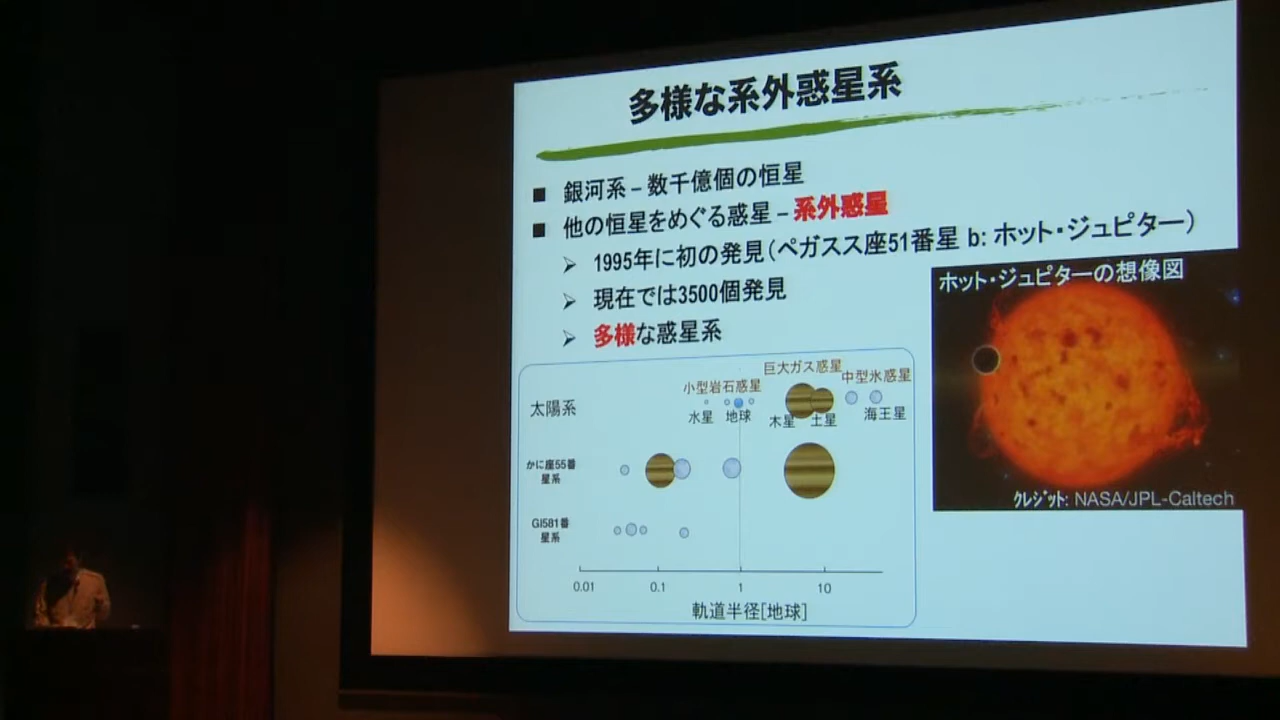 多様な系外惑星系
■ 銀河系 – 数千億個の恒星
■ 他の恒星をめぐる惑星 – 系外惑星
➢ 1995年に初の発見（ペガスス座51番星 b: ホット・ジュピター）
➢ 現在では3500個発見
➢ 多様な惑星系
ホット・ジュピターの想像図
クレジット: NASA/JPL-Caltech
巨大ガス惑星
小型岩石惑星
中型氷惑星
太陽系
水星
地球
木星
土星
海王星
かに座55番
星系
Gl581番
星系
0.01 0.1 1 10
軌道半径[地球]